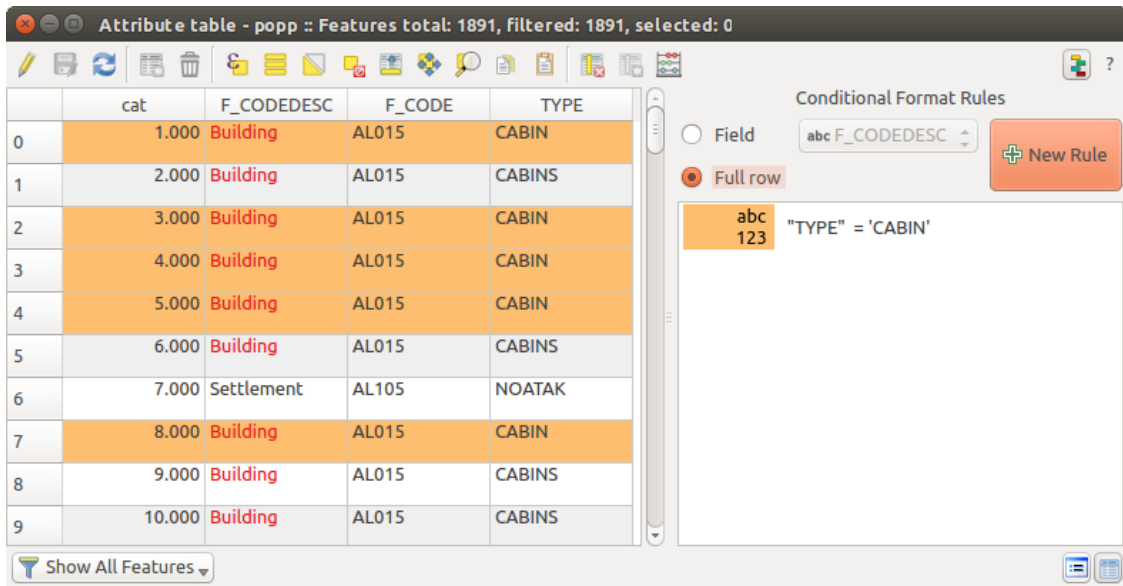 Attribute table - popp :: Features total: 1891, filtered: 1891, selected: 0
?
cat F_CODEDESC F_CODE TYPE
0 1.000 Building AL015 CABIN
1 2.000 Building AL015 CABINS
2 3.000 Building AL015 CABIN
3 4.000 Building AL015 CABIN
4 5.000 Building AL015 CABIN
5 6.000 Building AL015 CABINS
6 7.000 Settlement AL105 NOATAK
7 8.000 Building AL015 CABIN
8 9.000 Building AL015 CABINS
9 10.000 Building AL015 CABINS
Conditional Format Rules
Field abc F_CODEDESC
New Rule
Full row
abc
123
"TYPE" = 'CABIN'
Show All Features